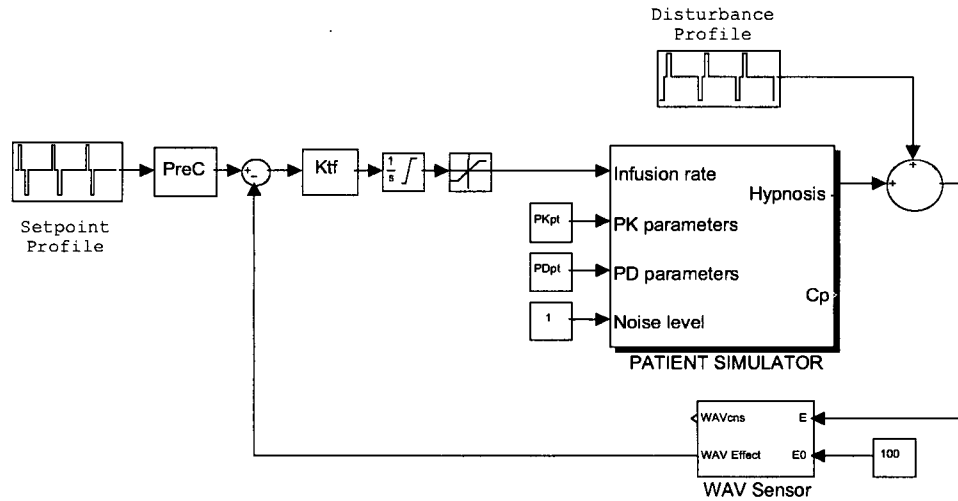 Disturbance
Profile
Setpoint
Profile
PreC
+
−
Ktf
1
s
Infusion rate
Hypnosis
PKpt
PK parameters
PDpt
PD parameters
Cp
1
Noise level
PATIENT SIMULATOR
+
+
WAVcns
E
WAV Effect
E0
100
WAV Sensor